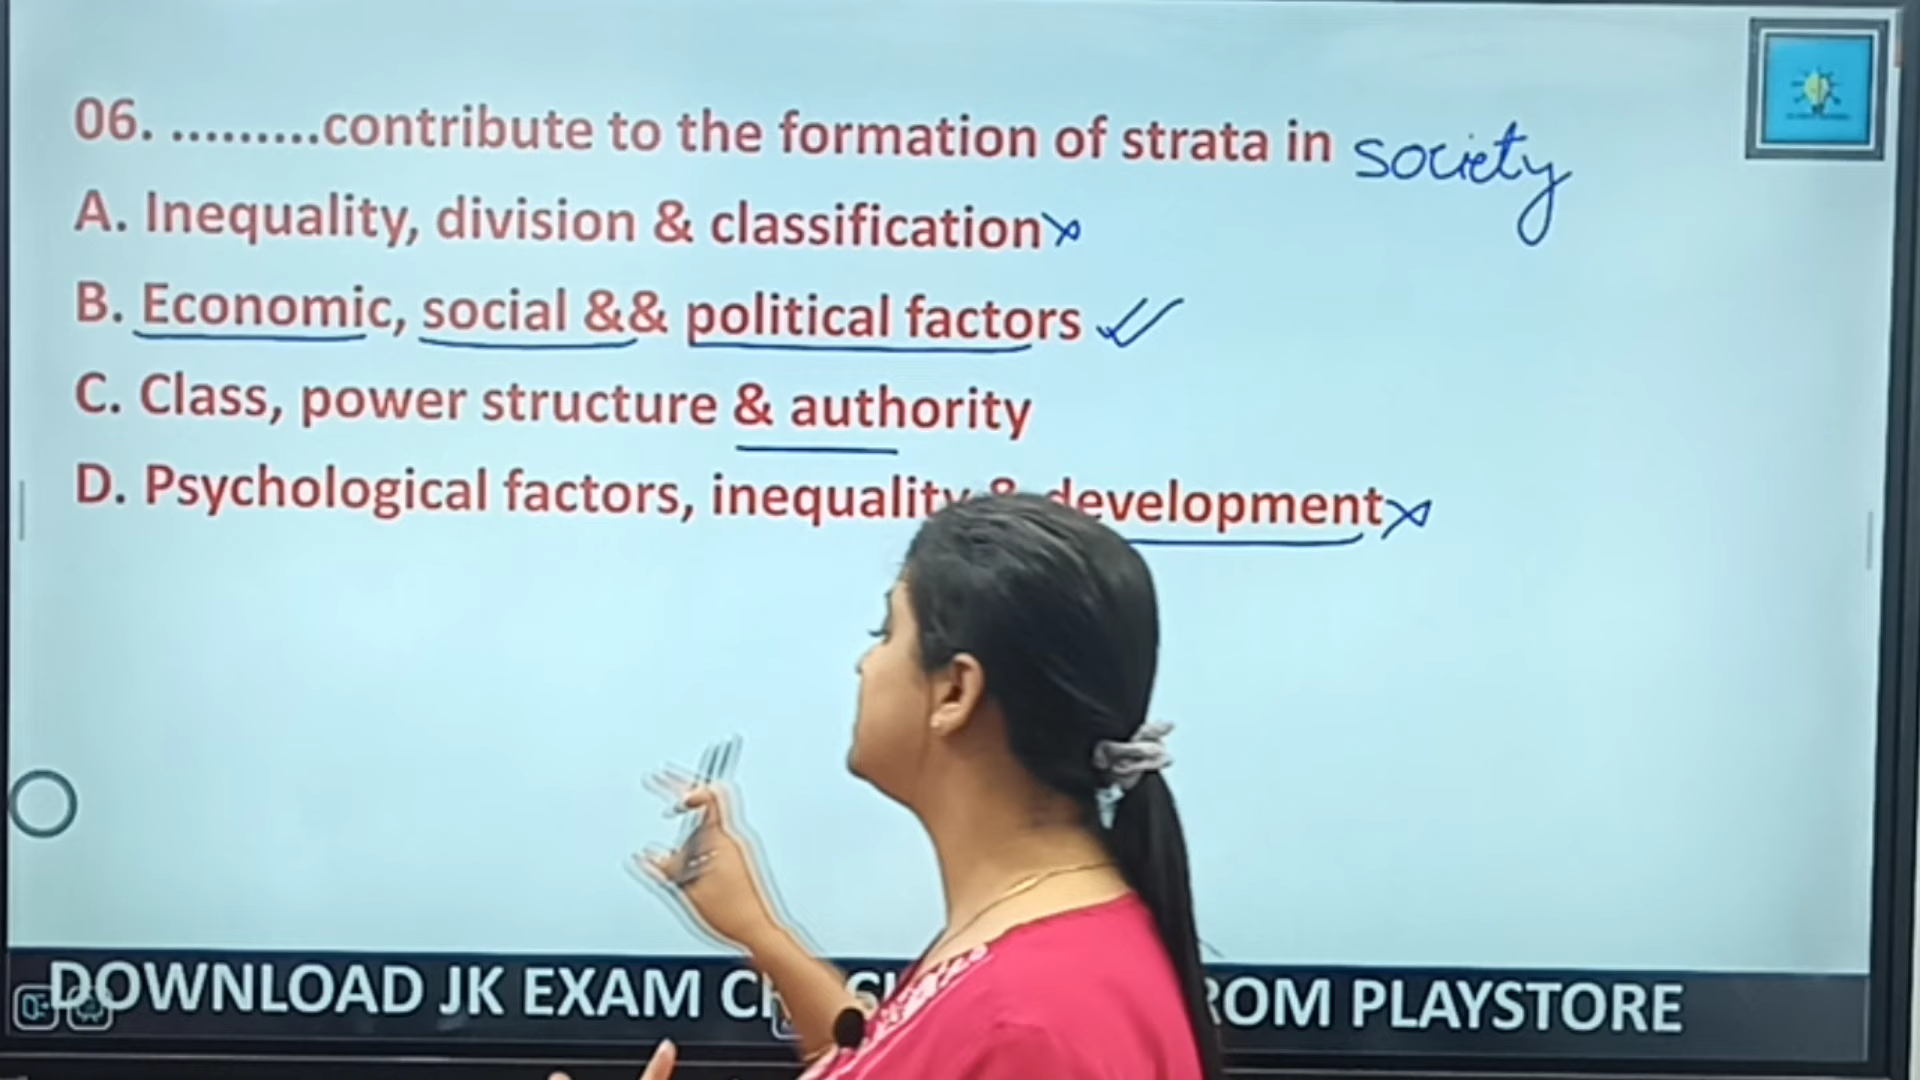 06. .........contribute to the formation of strata in society
A. Inequality, division & classification
B. Economic, social && political factors
C. Class, power structure & authority
D. Psychological factors, inequality & development
DOWNLOAD JK EXAM PLAYSTORE